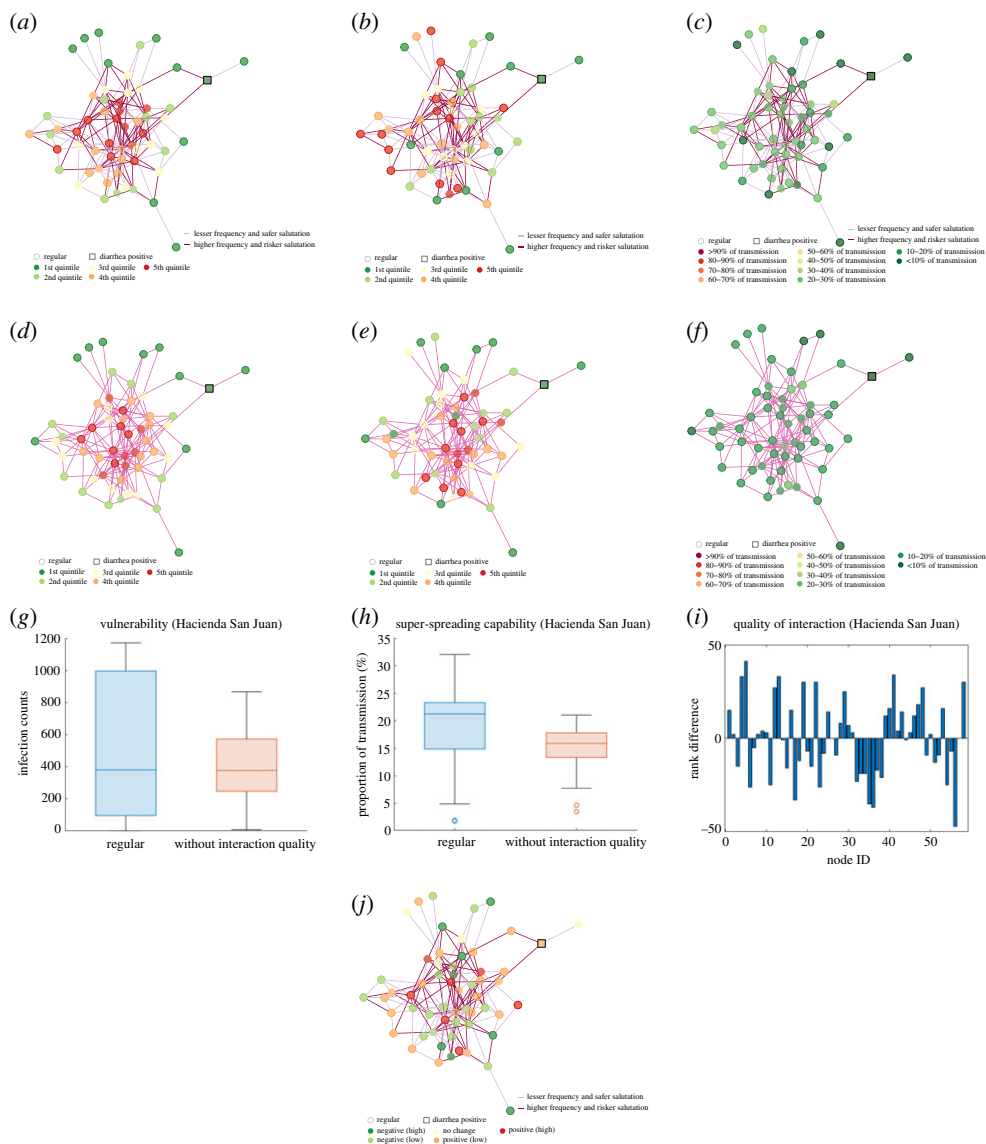 (a)
(b)
(c)
lesser frequency and safer salutation
higher frequency and risker salutation
regular diarrhea positive
1st quintile 3rd quintile 5th quintile
2nd quintile 4th quintile
lesser frequency and safer salutation
higher frequency and risker salutation
regular diarrhea positive
1st quintile 3rd quintile 5th quintile
2nd quintile 4th quintile
lesser frequency and safer salutation
higher frequency and risker salutation
regular diarrhea positive
>90% of transmission 50–60% of transmission 10–20% of transmission
80–90% of transmission 40–50% of transmission <10% of transmission
70–80% of transmission 30–40% of transmission
60–70% of transmission 20–30% of transmission
(d)
(e)
(f)
regular diarrhea positive
1st quintile 3rd quintile 5th quintile
2nd quintile 4th quintile
regular diarrhea positive
1st quintile 3rd quintile 5th quintile
2nd quintile 4th quintile
regular diarrhea positive
>90% of transmission 50–60% of transmission 10–20% of transmission
80–90% of transmission 40–50% of transmission <10% of transmission
70–80% of transmission 30–40% of transmission
60–70% of transmission 20–30% of transmission
(g)
vulnerability (Hacienda San Juan)
infection counts
1200
1000
800
600
400
200
0
regular without interaction quality
(h)
super-spreading capability (Hacienda San Juan)
proportion of transmission (%)
35
30
25
20
15
10
5
0
regular without interaction quality
(i)
quality of interaction (Hacienda San Juan)
rank difference
50
0
−50
0 10 20 30 40 50
node ID
(j)
lesser frequency and safer salutation
higher frequency and risker salutation
regular diarrhea positive
negative (high) no change positive (high)
negative (low) positive (low)